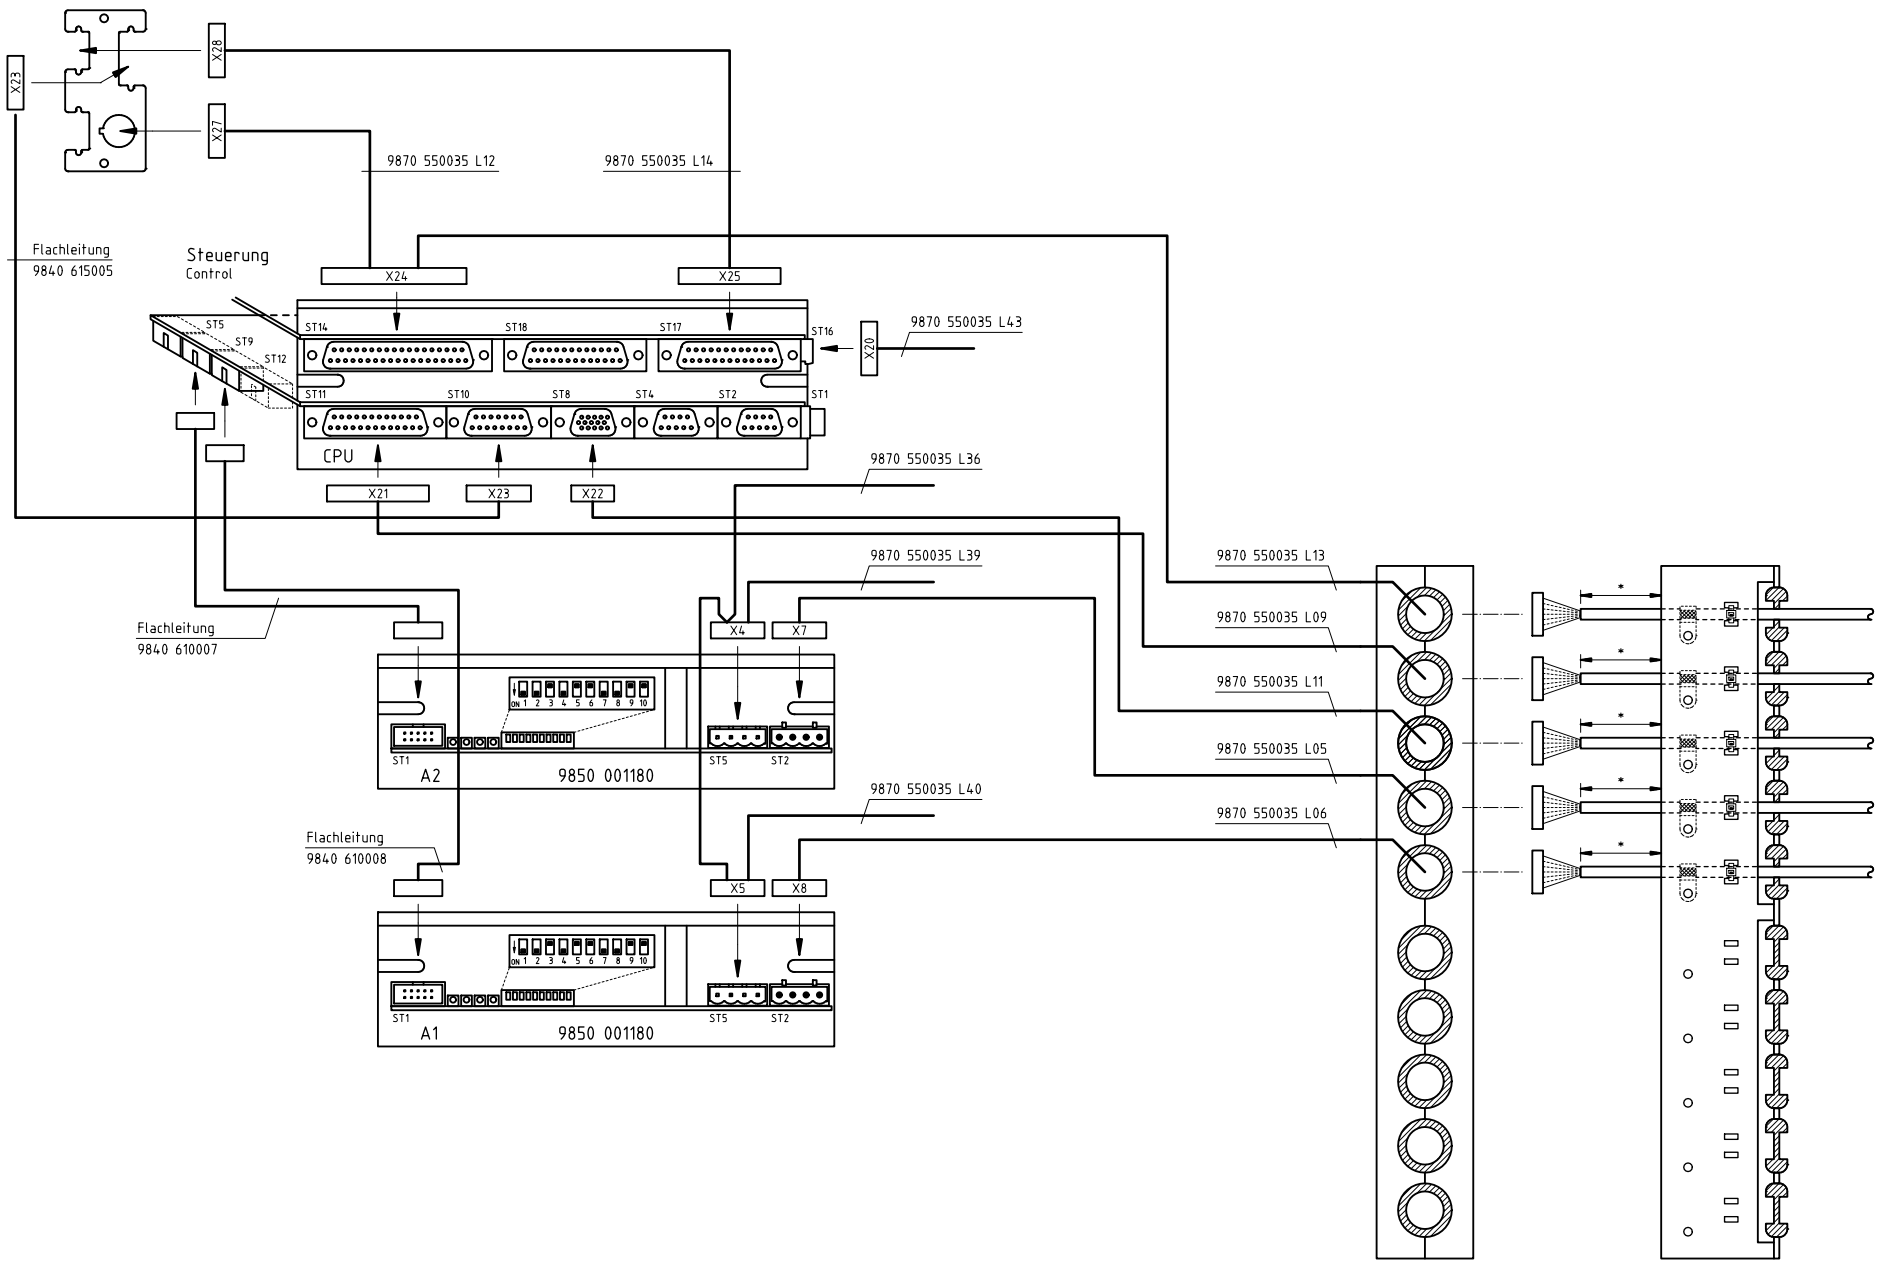 X28
X23
X27
9870 550035 L12
9870 550035 L14
Flachleitung
9840 615005
Steuerung
Control
X24
X25
ST5
ST9
ST12
ST14
ST18
ST17
ST16
X20
9870 550035 L43
ST11
ST10
ST8
ST4
ST2
ST1
CPU
X21
X23
X22
9870 550035 L36
9870 550035 L39
9870 550035 L13
*
9870 550035 L09
*
9870 550035 L11
*
9870 550035 L05
*
9870 550035 L06
*
Flachleitung
9840 610007
X4
X7
ON 1 2 3 4 5 6 7 8 9 10
ST1
ST5
ST2
A2
9850 001180
9870 550035 L40
Flachleitung
9840 610008
X5
X8
ON 1 2 3 4 5 6 7 8 9 10
ST1
ST5
ST2
A1
9850 001180